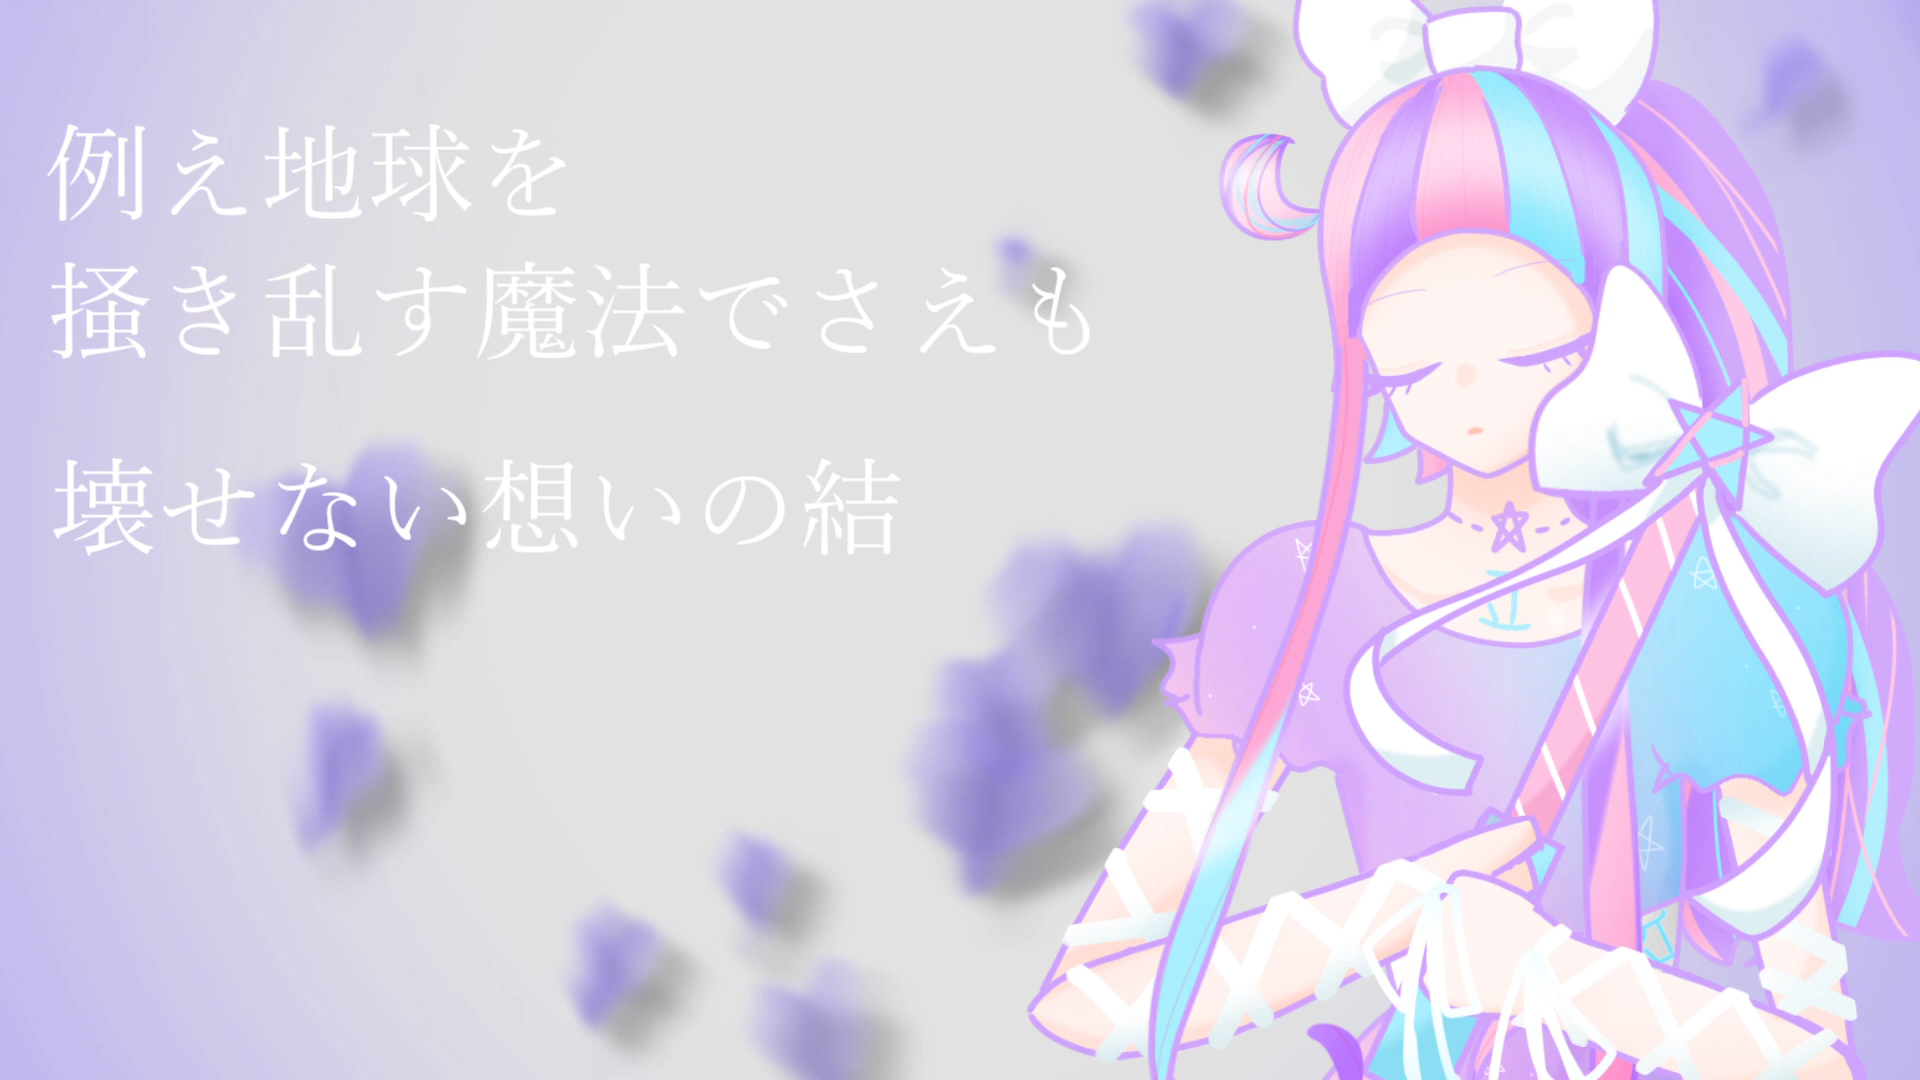 例え地球を
掻き乱す魔法でさえも
壊せない想いの結